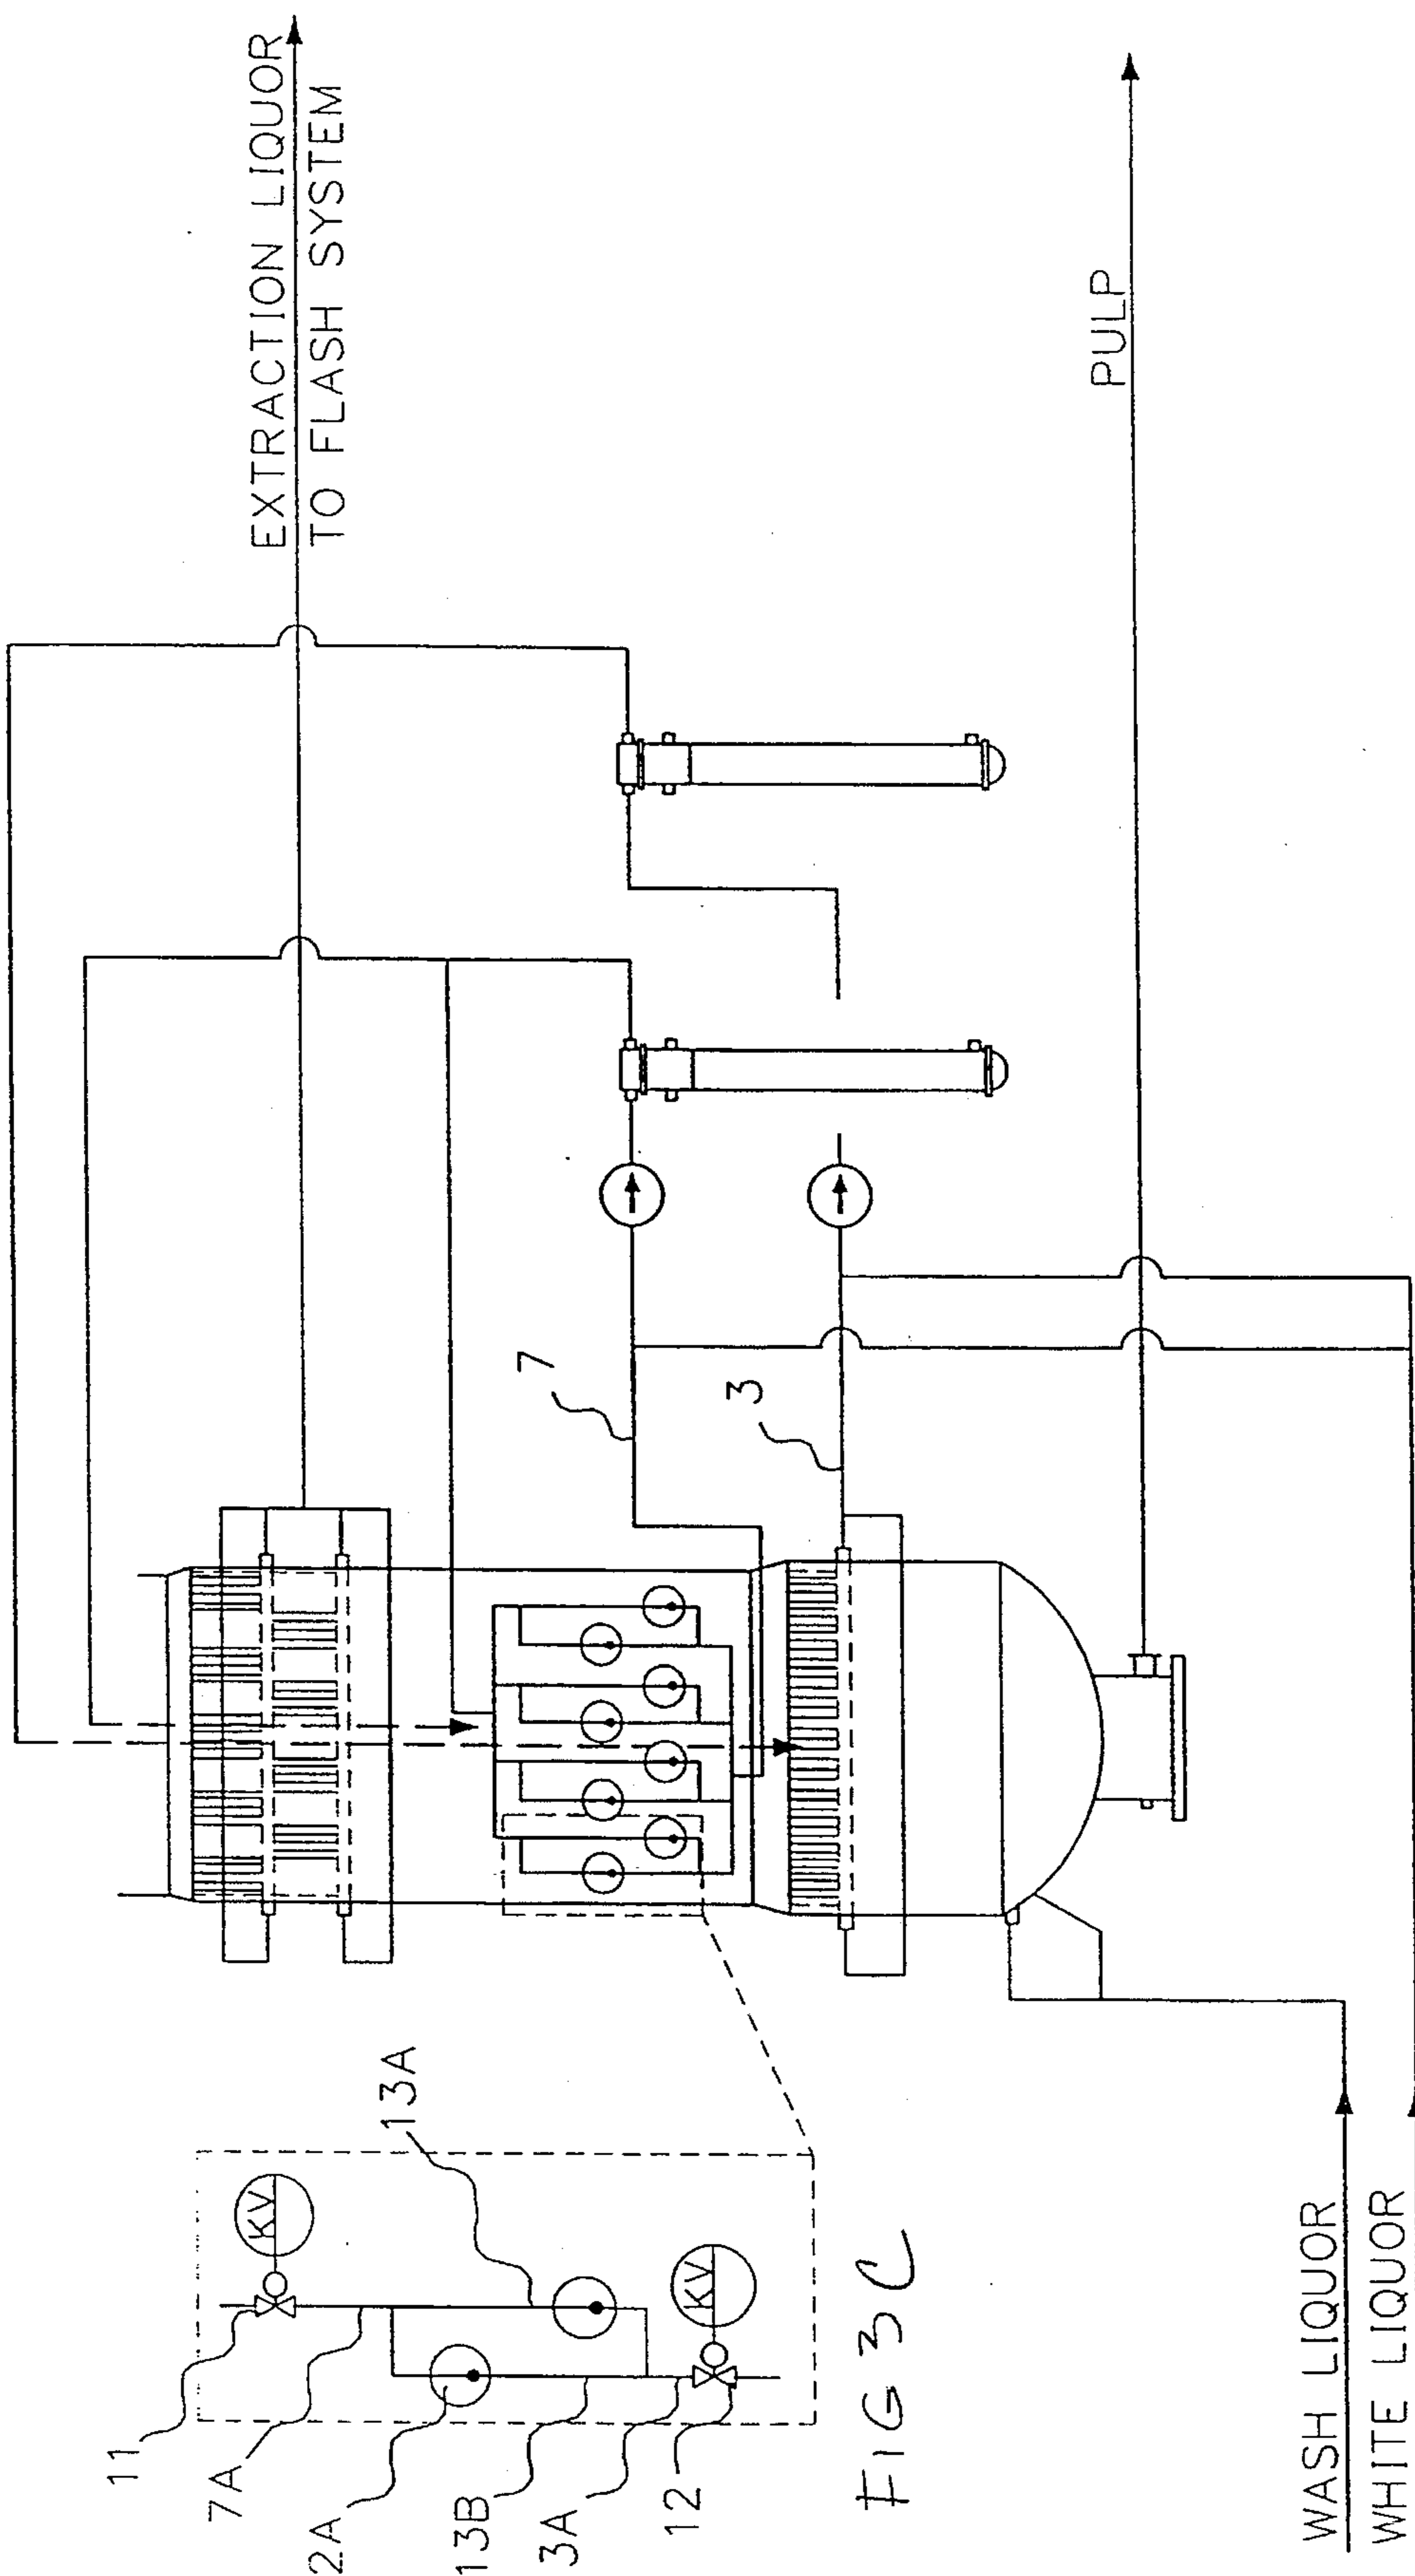 EXTRACTION LIQUOR
TO FLASH SYSTEM
PULP
7
3
13A
KV
KV
11
7A
2A
13B
3A
12
FIG 3C
WASH LIQUOR
WHITE LIQUOR